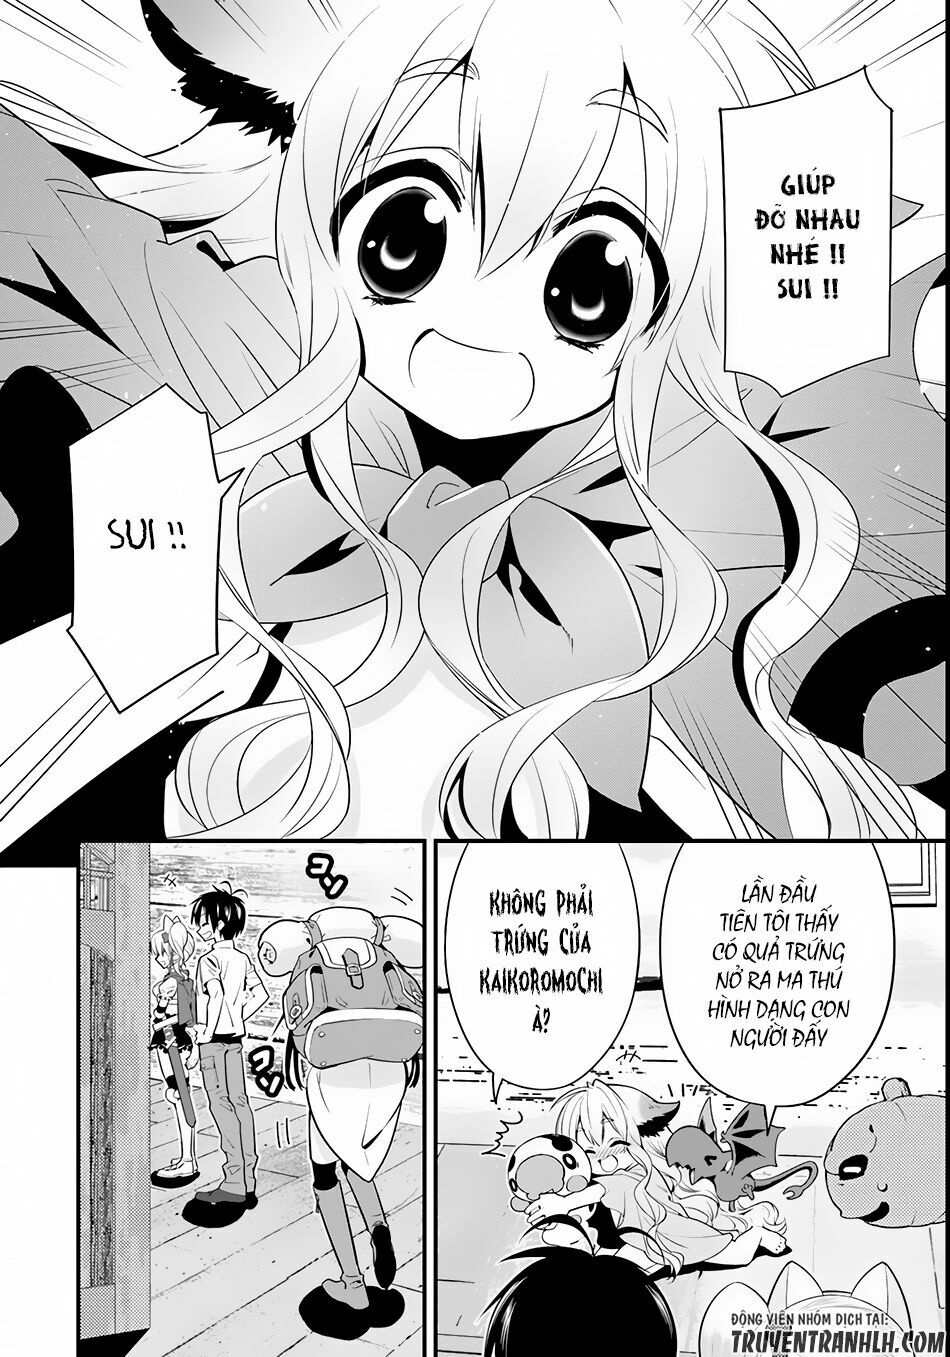 GIÚP
ĐỠ NHAU
NHÉ !!
SUI !!
SUI !!
LẦN ĐẦU
TIÊN TÔI THẤY
CÓ QUẢ TRỨNG
NỞ RA MA THÚ
HÌNH DẠNG CON
NGƯỜI ĐẤY
KHÔNG PHẢI
TRỨNG CỦA
KAIKOROMOCHI
À?
ĐỘNG VIÊN NHÓM DỊCH TẠI:
TRUYENTRANHLH.COM